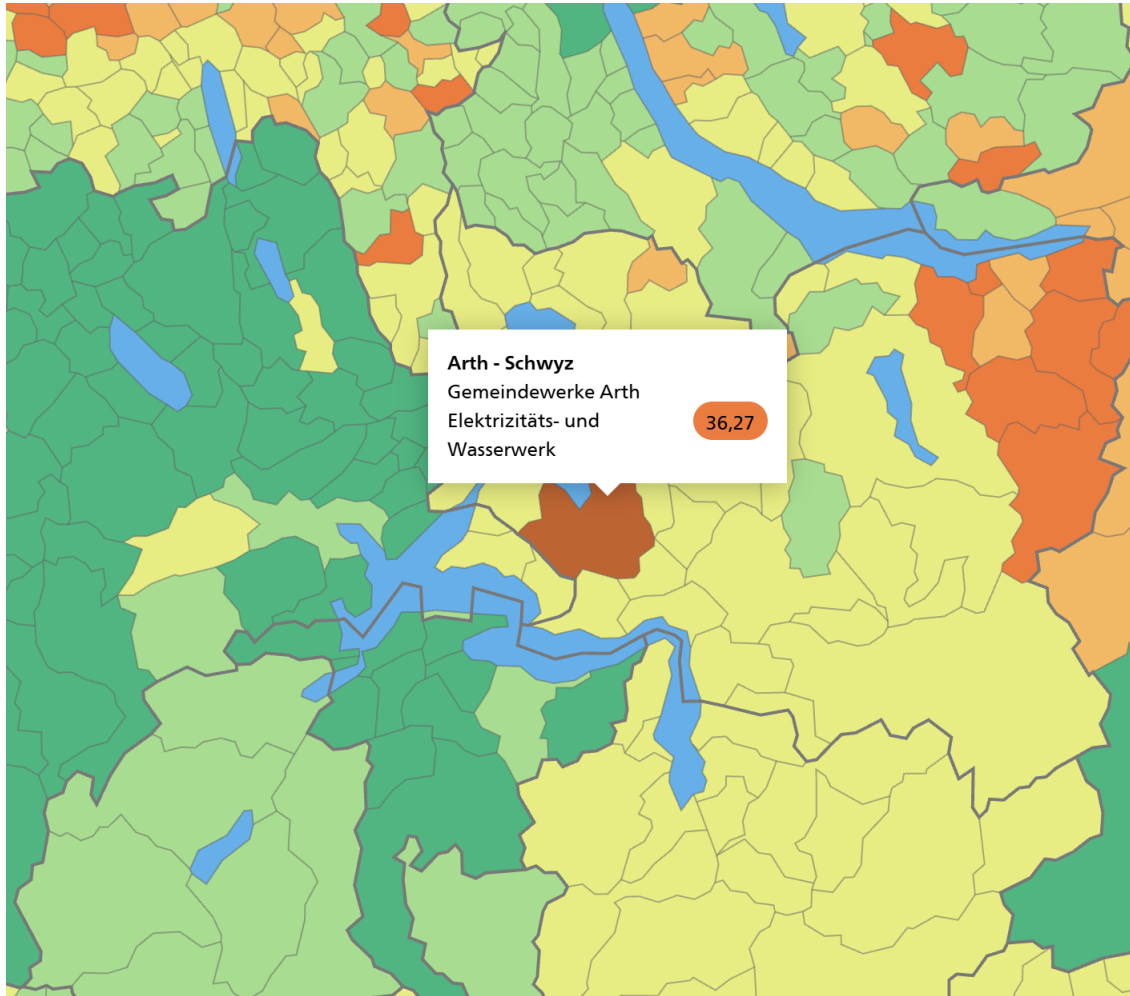 Arth - Schwyz
Gemeindewerke Arth
Elektrizitäts- und
Wasserwerk
36,27